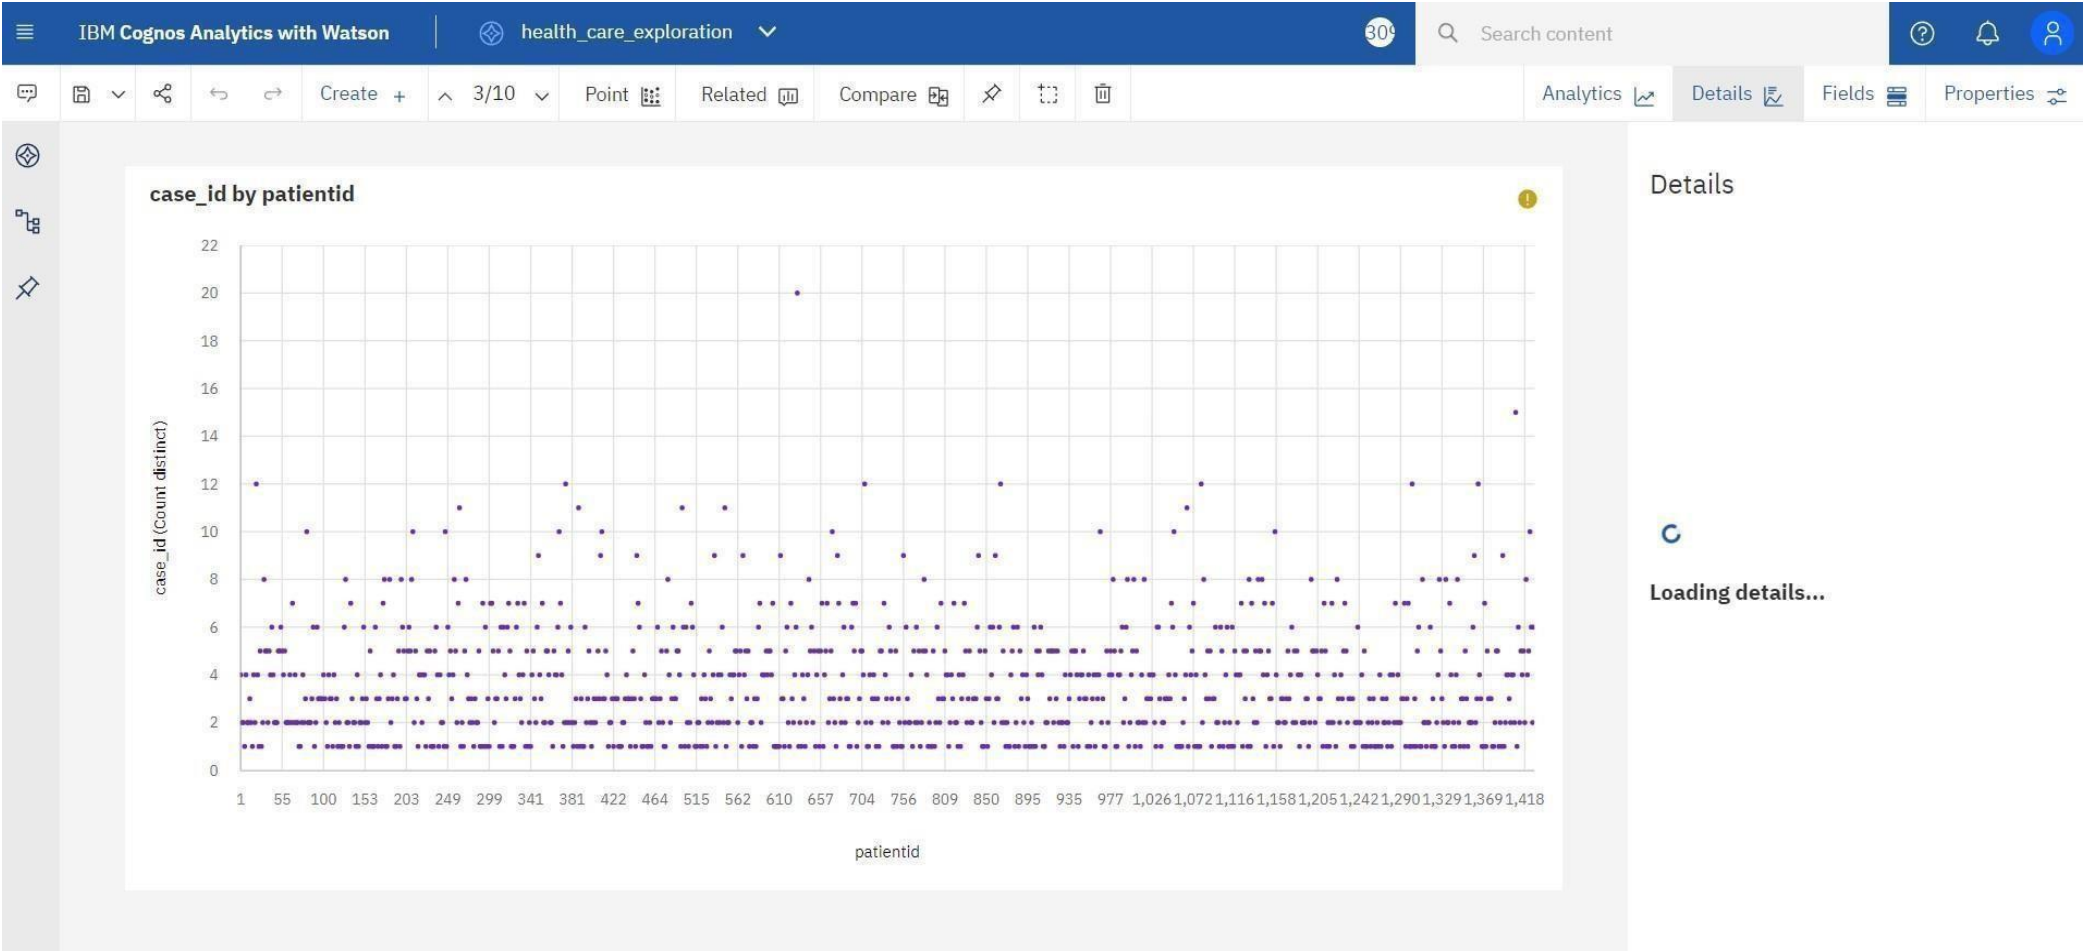 IBM Cognos Analytics with Watson
health_care_exploration
Search content
Create +
3/10
Point
Related
Compare
Analytics
Details
Fields
Properties
case_id by patientid
Details
22
20
18
16
14
12
10
8
6
4
2
0
case_id (Count distinct)
1 55 100 153 203 249 299 341 381 422 464 515 562 610 657 704 756 809 850 895 935 977 1,026 1,072 1,116 1,158 1,205 1,242 1,290 1,329 1,369 1,418
patientid
Loading details...